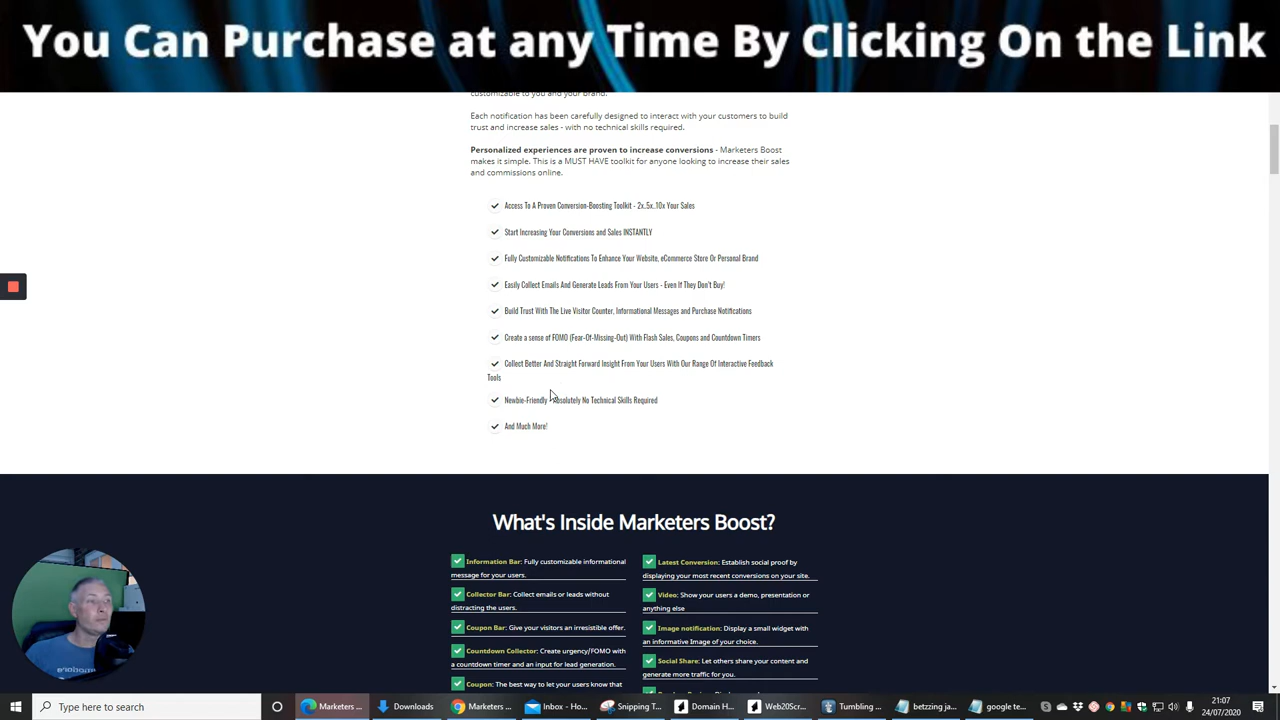 You Can Purchase at any Time By Clicking On the Link
customizable to you and your brand.
Each notification has been carefully designed to interact with your customers to build
trust and increase sales - with no technical skills required.
Personalized experiences are proven to increase conversions - Marketers Boost
makes it simple. This is a MUST HAVE toolkit for anyone looking to increase their sales
and commissions online.
Access To A Proven Conversion-Boosting Toolkit - 2x..5x..10x Your Sales
Start Increasing Your Conversions and Sales INSTANTLY
Fully Customizable Notifications To Enhance Your Website, eCommerce Store Or Personal Brand
Easily Collect Emails And Generate Leads From Your Users - Even If They Don't Buy!
Build Trust With The Live Visitor Counter, Informational Messages and Purchase Notifications
Create a sense of FOMO (Fear-Of-Missing-Out) With Flash Sales, Coupons and Countdown Timers
Collect Better And Straight Forward Insight From Your Users With Our Range Of Interactive Feedback
Tools
Newbie-Friendly - Absolutely No Technical Skills Required
And Much More!
What's Inside Marketers Boost?
Information Bar: Fully customizable informational
message for your users.
Collector Bar: Collect emails or leads without
distracting the users.
Coupon Bar: Give your visitors an irresistible offer.
Countdown Collector: Create urgency/FOMO with
a countdown timer and an input for lead generation.
Coupon: The best way to let your users know that
Latest Conversion: Establish social proof by
displaying your most recent conversions on your site.
Video: Show your users a demo, presentation or
anything else
Image notification: Display a small widget with
an informative Image of your choice.
Social Share: Let others share your content and
generate more traffic for you.
Type here to search
Marketers ...
Downloads
Marketers ...
Inbox - Ho...
Snipping T...
Domain H...
Web20Scr...
Tumbling ...
betzzing ja...
google te...
21:07
24/07/2020